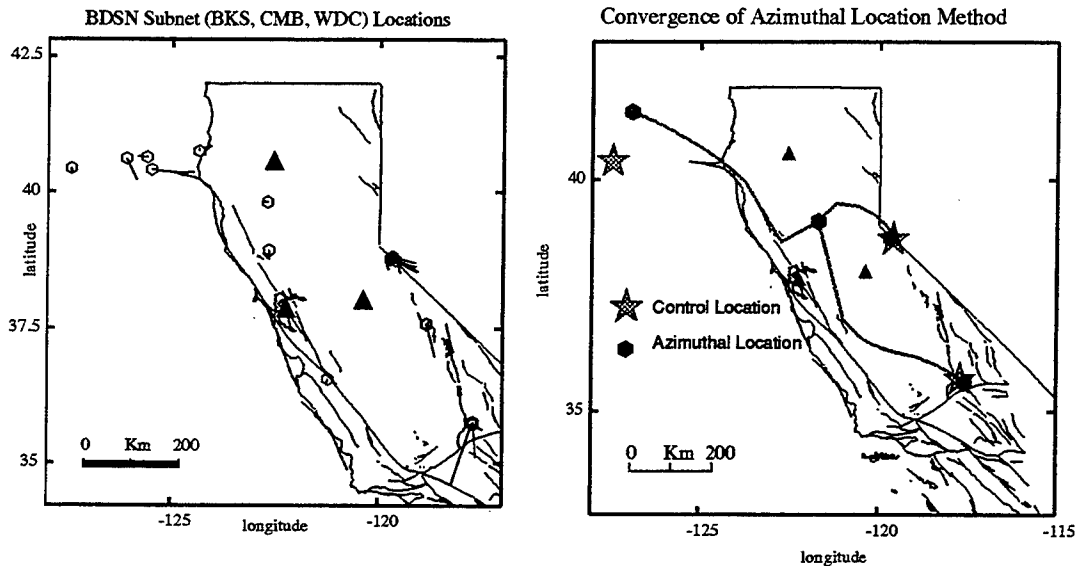 BDSN Subnet (BKS, CMB, WDC) Locations
42.5
40
37.5
35
latitude
0 Km 200
-125
-120
longitude
Convergence of Azimuthal Location Method
40
35
latitude
Control Location
Azimuthal Location
0 Km 200
-125
-120
-115
longitude